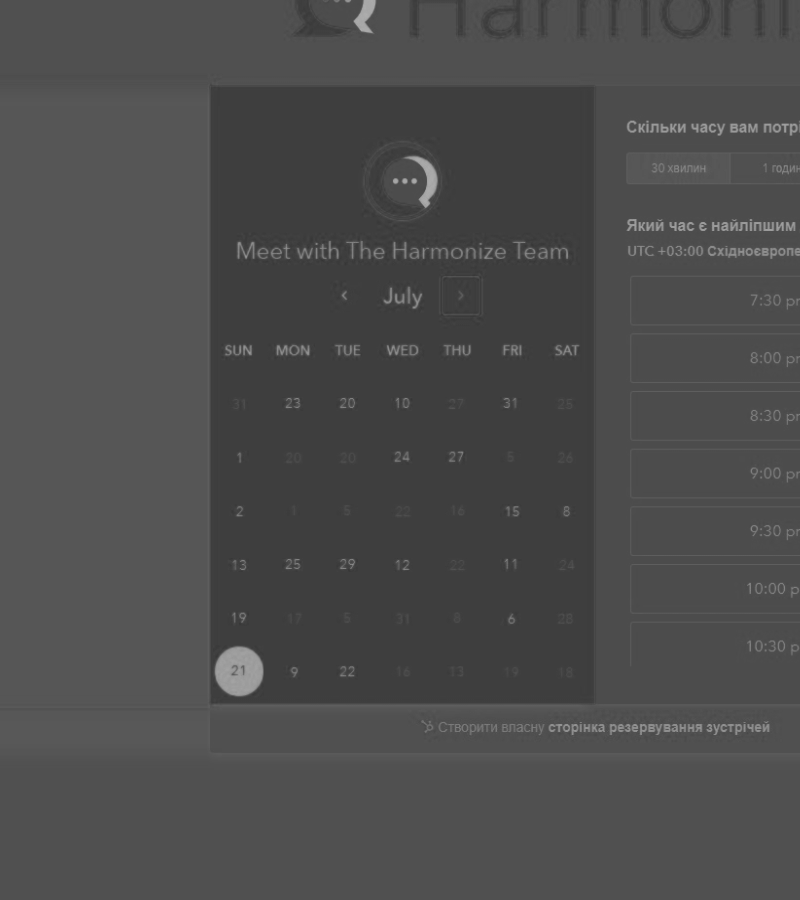 Harmoni
Meet with The Harmonize Team
July
SUN MON TUE WED THU FRI SAT
31 23 20 10 27 31 25
1 20 20 24 27 5 26
2 1 5 22 16 15 8
13 25 29 12 22 11 24
19 17 5 31 8 6 28
21 9 22 16 13 19 18
Скільки часу вам потрі
30 хвилин 1 годин
Який час є найліпшим
UTC +03:00 Східноєвропе
7:30 pr
8:00 pr
8:30 pr
9:00 pr
9:30 pr
10:00 p
10:30 p
Створити власну сторінка резервування зустрічей